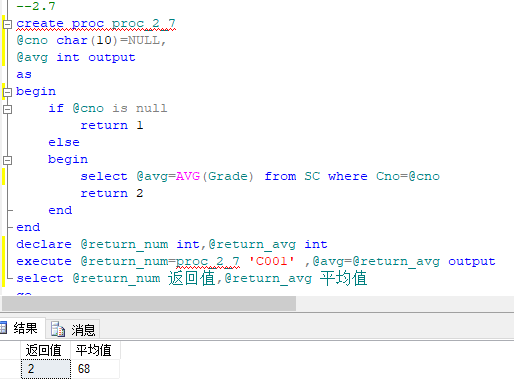 --2.7
create proc proc_2_7
@cno char(10)=NULL,
@avg int output
as
begin
    if @cno is null
        return 1
    else
    begin
        select @avg=AVG(Grade) from SC where Cno=@cno
        return 2
    end
end
declare @return_num int,@return_avg int
execute @return_num=proc_2_7 'C001' ,@avg=@return_avg output
select @return_num 返回值,@return_avg 平均值
go
结果 消息
返回值 平均值
2 68